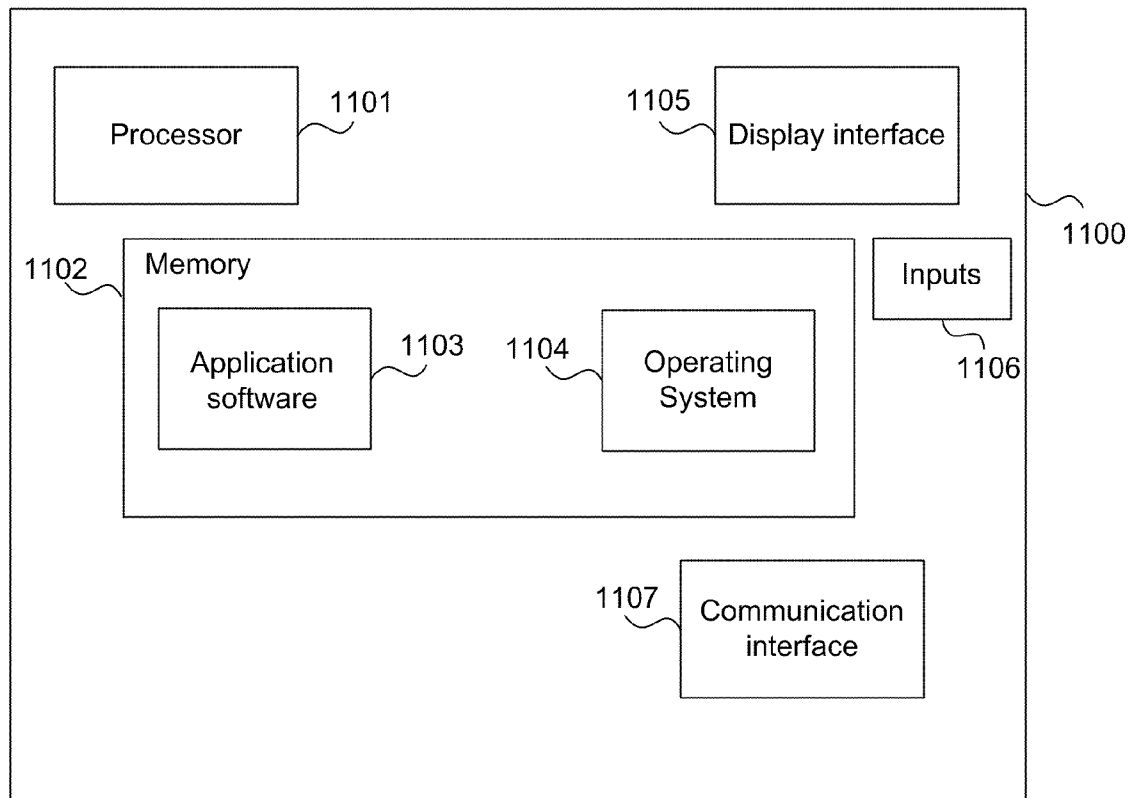 Processor
1101
1105
Display interface
1100
1102
Memory
Inputs
1106
Application
software
1103
1104
Operating
System
1107
Communication
interface